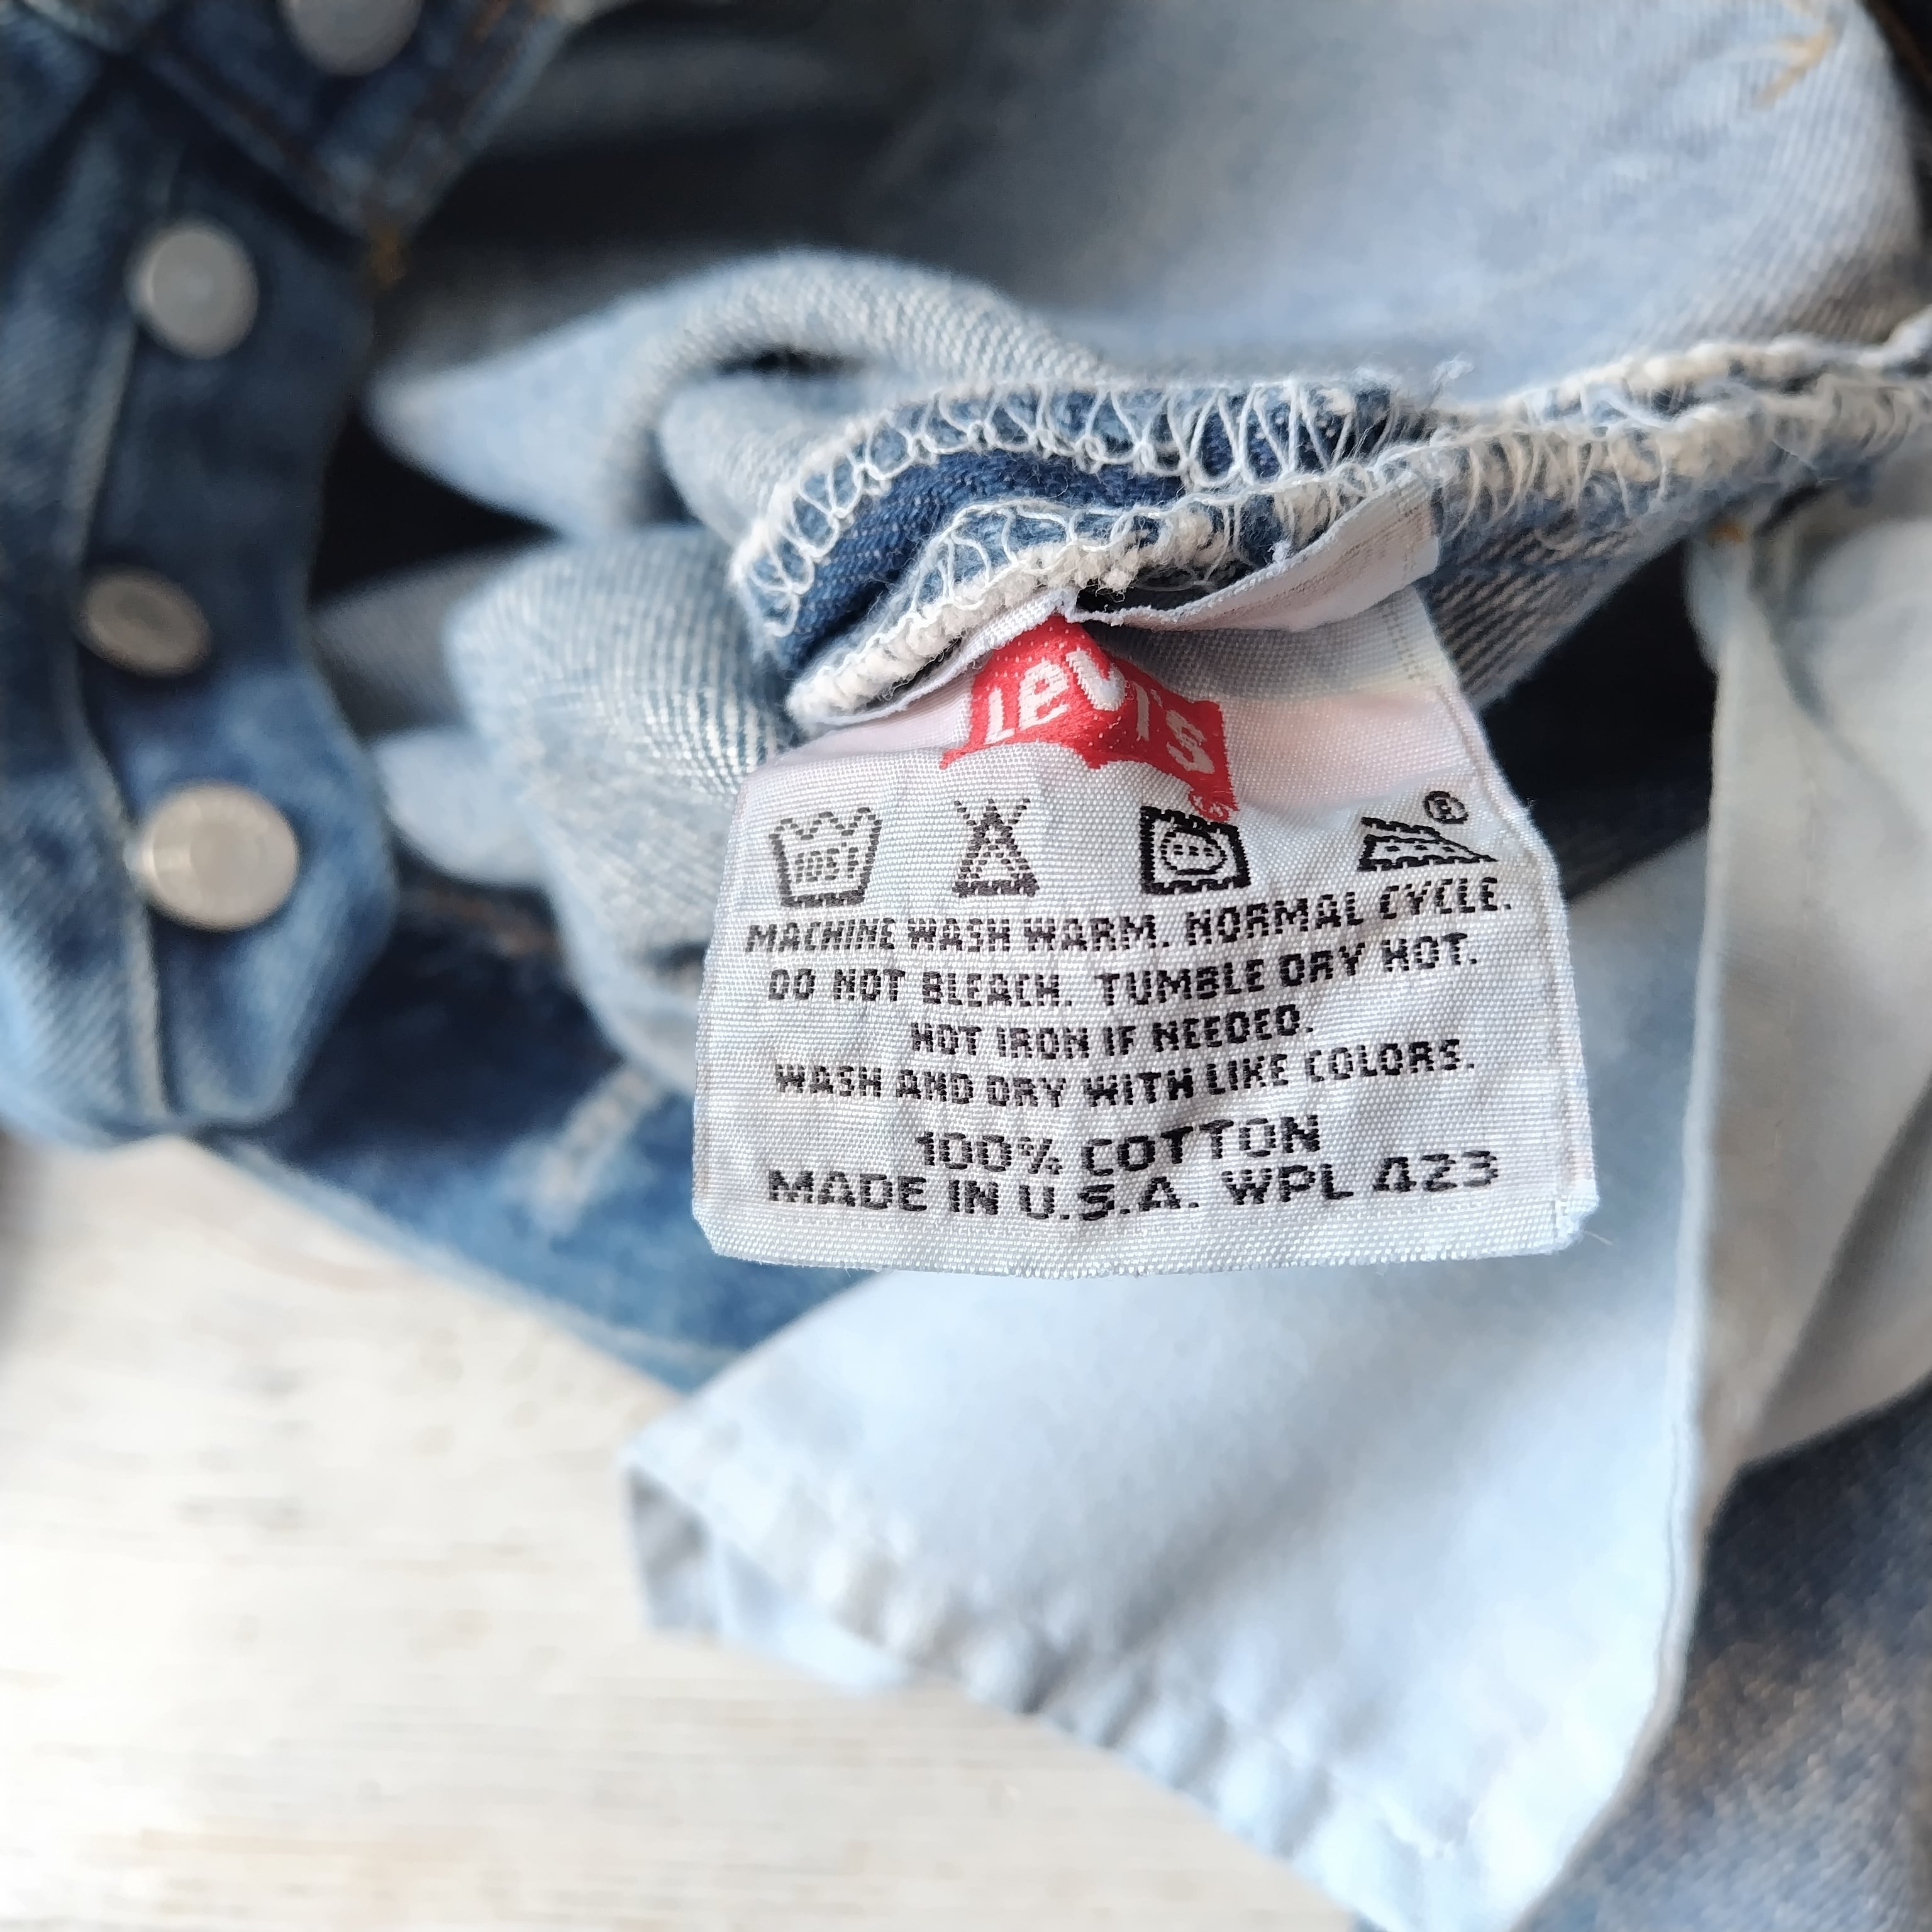 Levi's
105F
MACHINE WASH WARM. NORMAL CYCLE.
DO NOT BLEACH. TUMBLE DRY HOT.
HOT IRON IF NEEDED.
WASH AND DRY WITH LIKE COLORS.
100% COTTON
MADE IN U.S.A. WPL 423